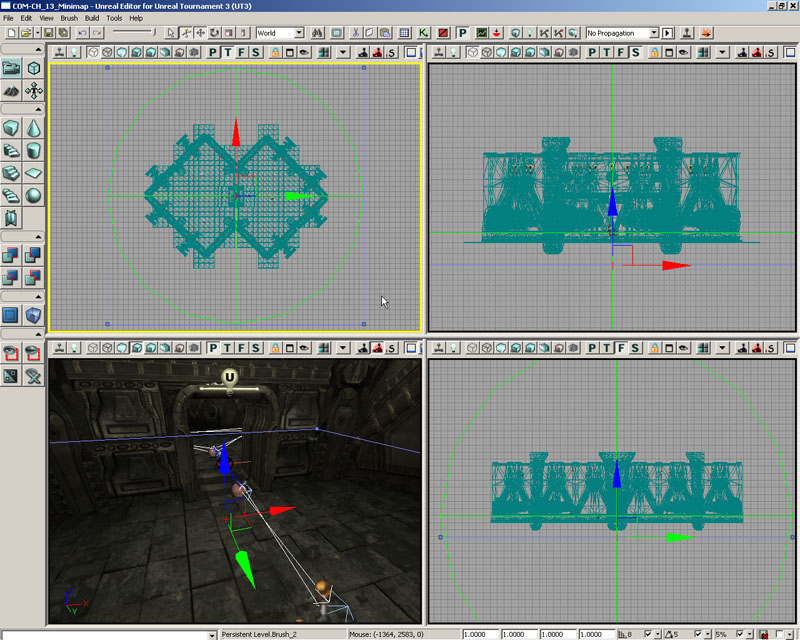 COM-CH_13_Minimap - Unreal Editor for Unreal Tournament 3 (UT3)
File Edit View Brush Build Tools Help
World K P No Propagation
P T F S S
P T F S S
P T F S S
P T F S S
U
X
Y
Persistent Level.Brush_2 Mouse: (-1364, 2583, 0) 1.0000 1.0000 1.0000 1.0000 8 5 5%